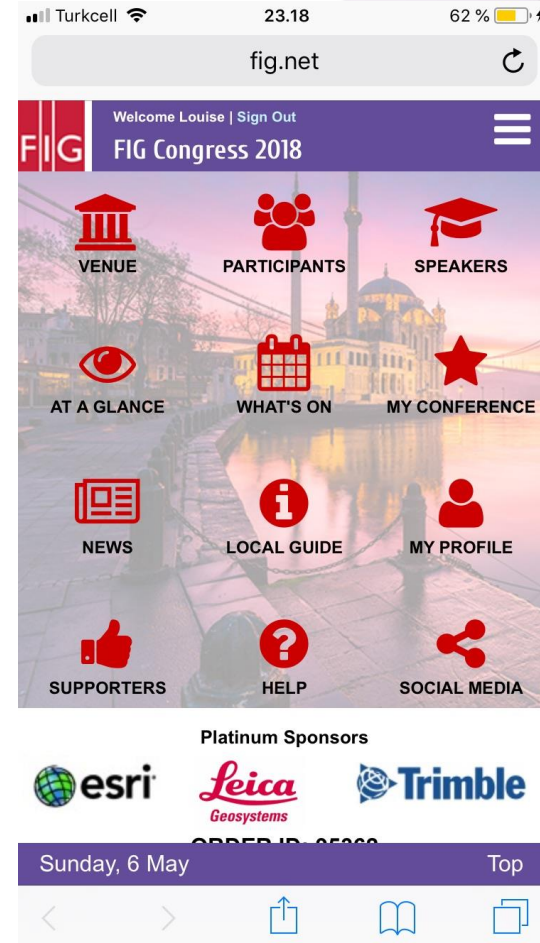 Turkcell 23.18 62 %
fig.net
FIG
Welcome Louise | Sign Out
FIG Congress 2018
VENUE PARTICIPANTS SPEAKERS
AT A GLANCE WHAT'S ON MY CONFERENCE
NEWS LOCAL GUIDE MY PROFILE
SUPPORTERS HELP SOCIAL MEDIA
Platinum Sponsors
esri Leica Trimble
Geosystems
Sunday, 6 May Top